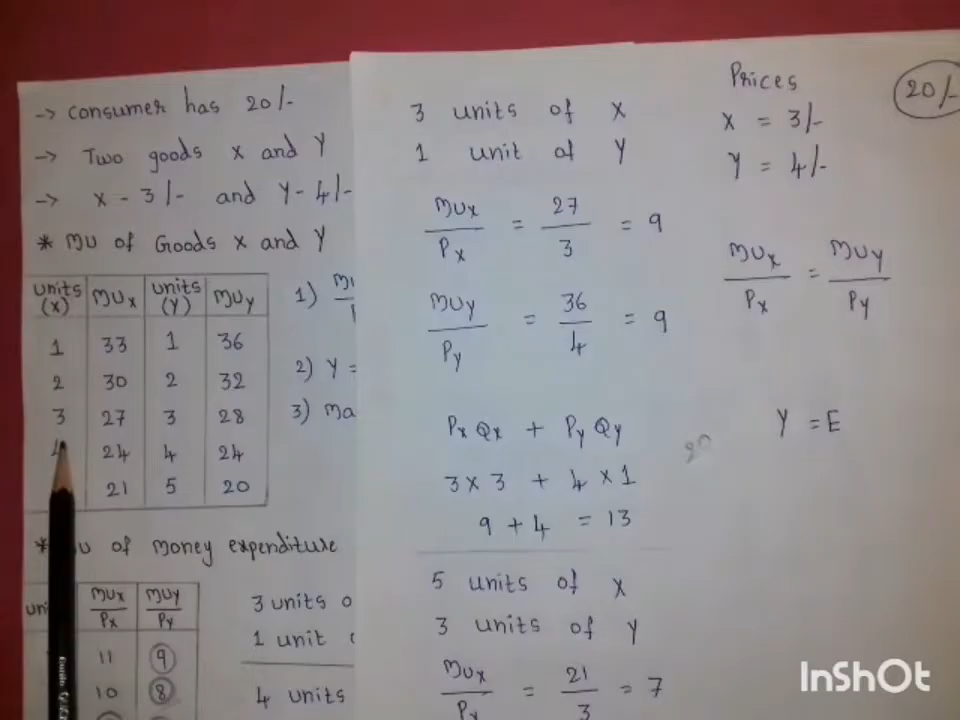 -> Consumer has 20/-
-> Two goods X and Y
-> X - 3/- and Y - 4/-
* MU of Goods X and Y
units (X) MUx units (Y) MUy
1 33 1 36
2 30 2 32
3 27 3 28
24 4 24
21 5 20
1)
2) Y =
3) Ma
of money expenditure
MUx/Px MUy/Py
11 9
10 8
3 units
1 unit
4 units
3 units of X
1 unit of Y
MUx/Px = 27/3 = 9
MUy/Py = 36/4 = 9
Px Qx + Py Qy
3 x 3 + 4 x 1
9 + 4 = 13
5 units of X
3 units of Y
MUx/Px = 21/3 = 7
Prices
X = 3/-
Y = 4/-
20/-
MUx/Px = MUy/Py
20
Y = E
InShOt